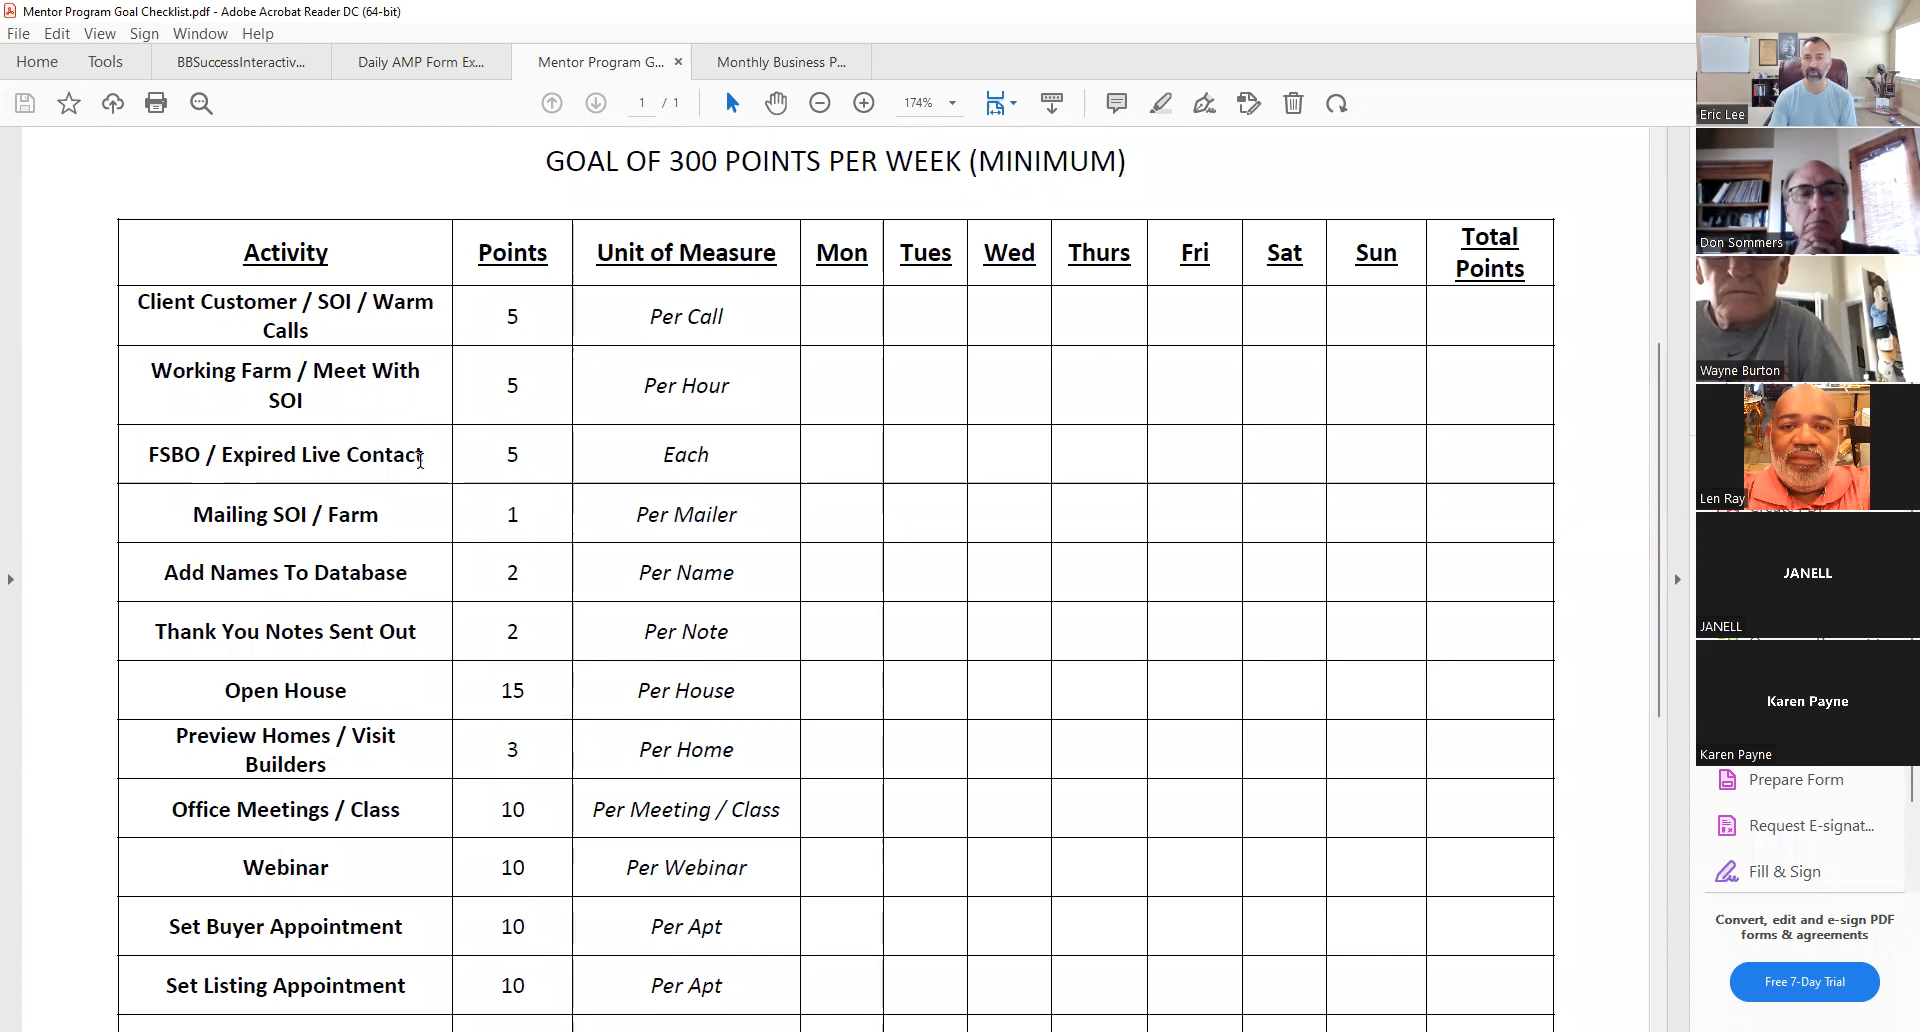 Mentor Program Goal Checklist.pdf - Adobe Acrobat Reader DC (64-bit)
File Edit View Sign Window Help
Home Tools BBSuccessInteractiv... Daily AMP Form Ex... Mentor Program G... × Monthly Business P...
1 / 1 174%
GOAL OF 300 POINTS PER WEEK (MINIMUM)
Activity Points Unit of Measure Mon Tues Wed Thurs Fri Sat Sun Total Points
Client Customer / SOI / Warm Calls 5 Per Call
Working Farm / Meet With SOI 5 Per Hour
FSBO / Expired Live Contact 5 Each
Mailing SOI / Farm 1 Per Mailer
Add Names To Database 2 Per Name
Thank You Notes Sent Out 2 Per Note
Open House 15 Per House
Preview Homes / Visit Builders 3 Per Home
Office Meetings / Class 10 Per Meeting / Class
Webinar 10 Per Webinar
Set Buyer Appointment 10 Per Apt
Set Listing Appointment 10 Per Apt
Eric Lee
Don Sommers
Wayne Burton
Len Ray
JANELL
JANELL
Karen Payne
Karen Payne
Prepare Form
Request E-signat...
Fill & Sign
Convert, edit and e-sign PDF
forms & agreements
Free 7-Day Trial